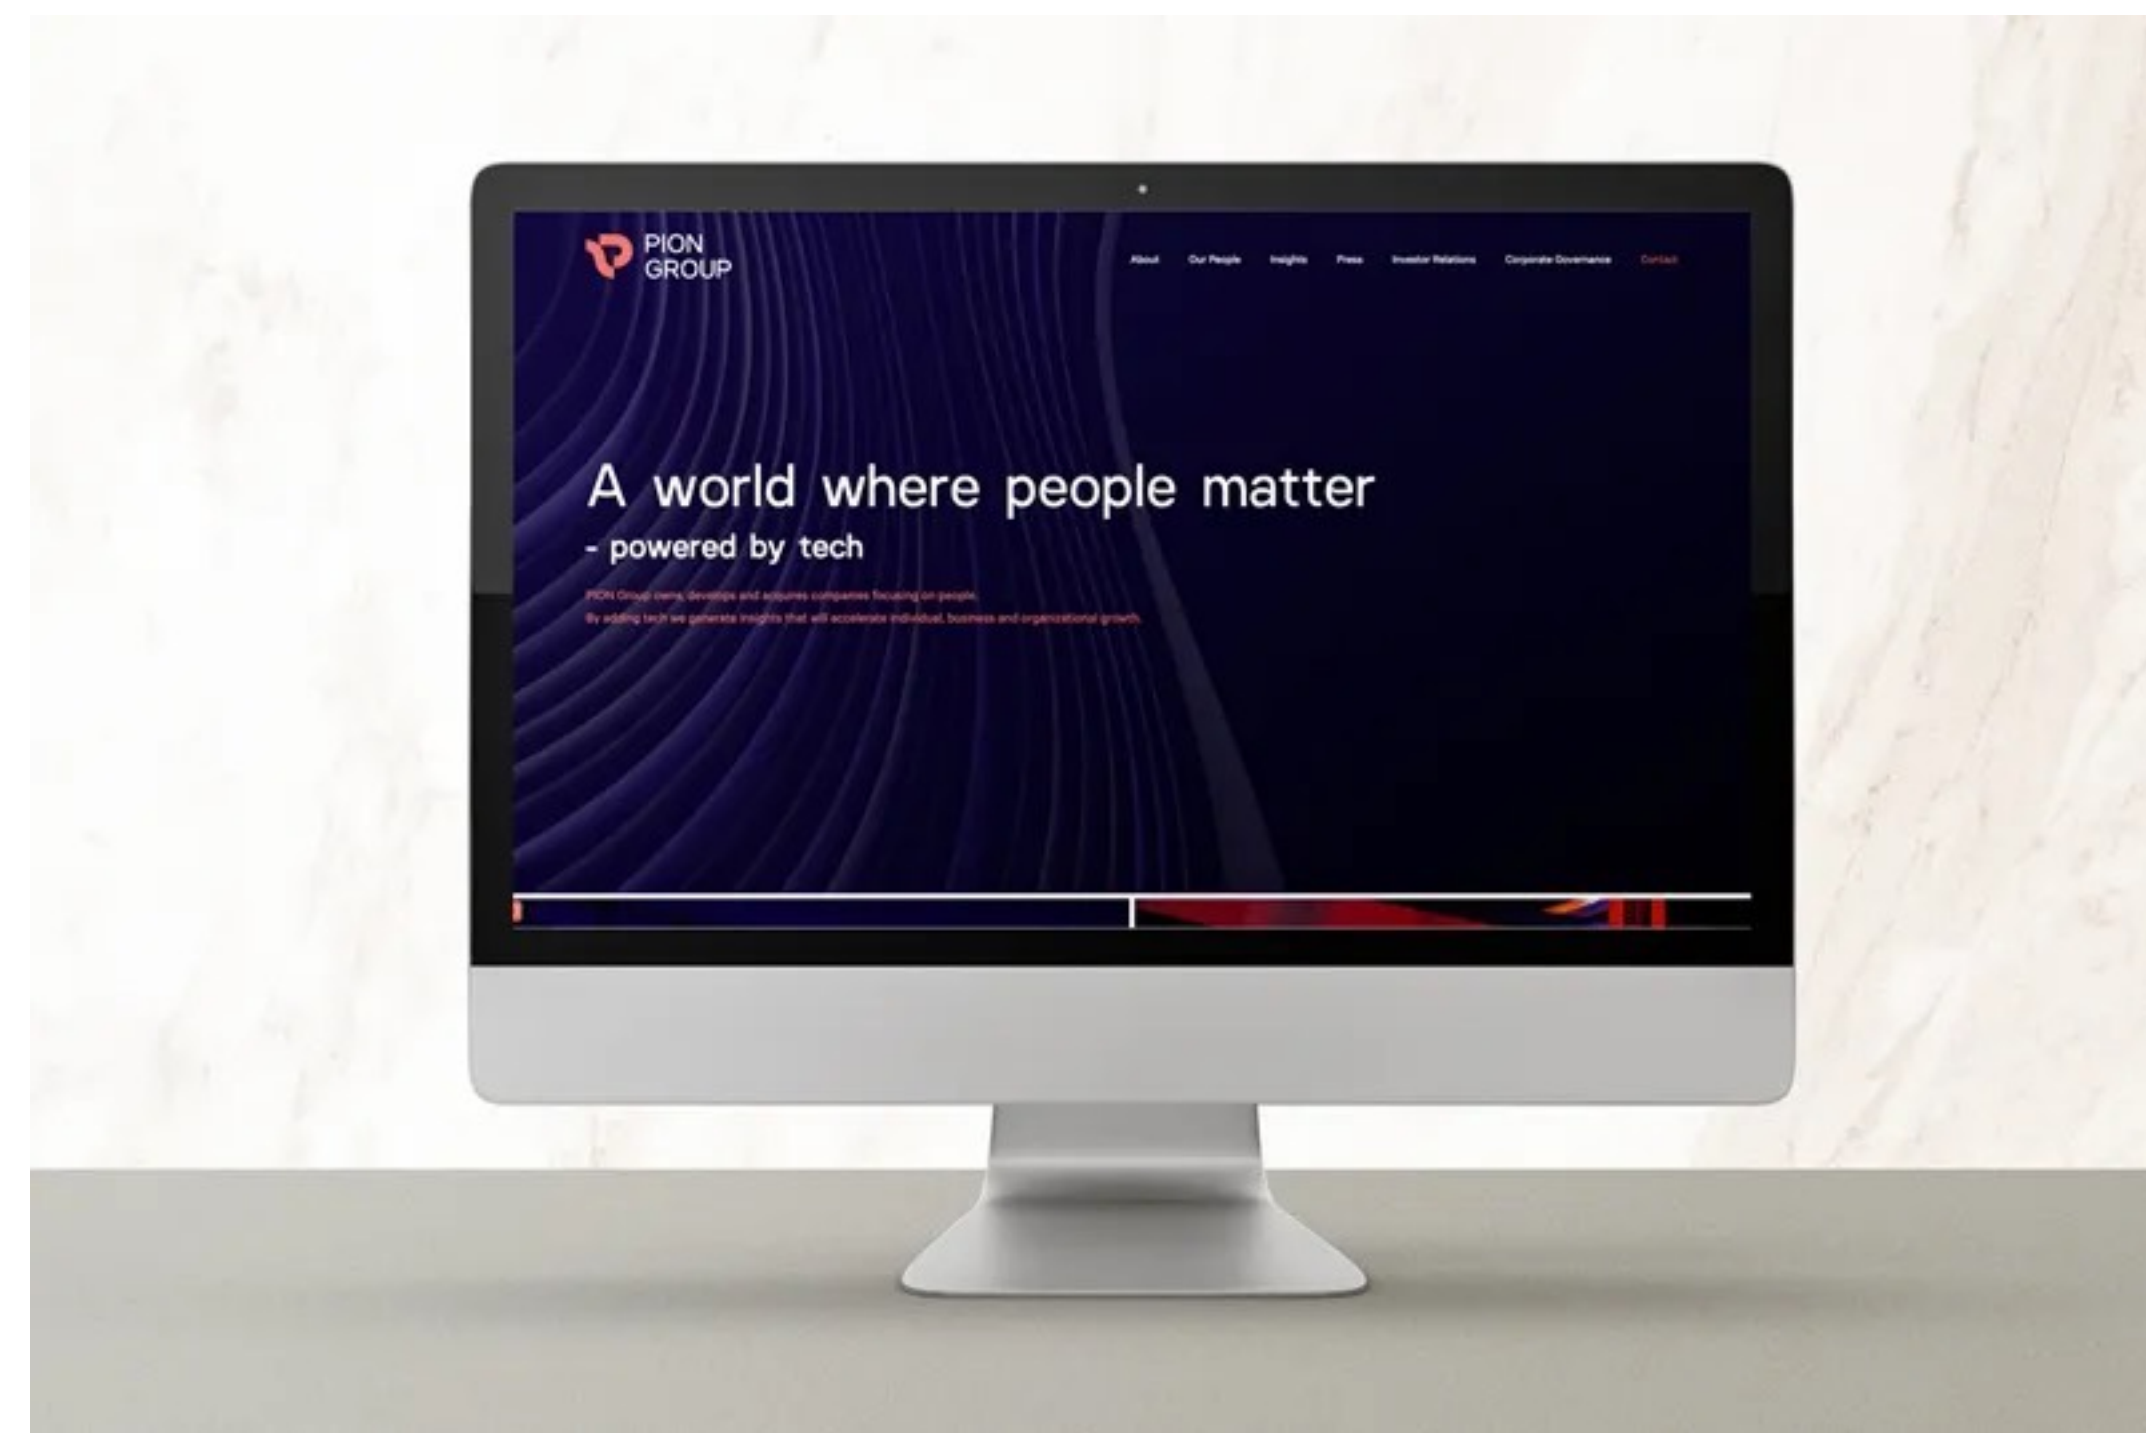 PION
GROUP
About Our People Insights Press Investor Relations Corporate Governance Contact
A world where people matter
- powered by tech
PION Group owns, develops and acquires companies focusing on people.
By adding tech we generate insights that will accelerate individual, business and organizational growth.